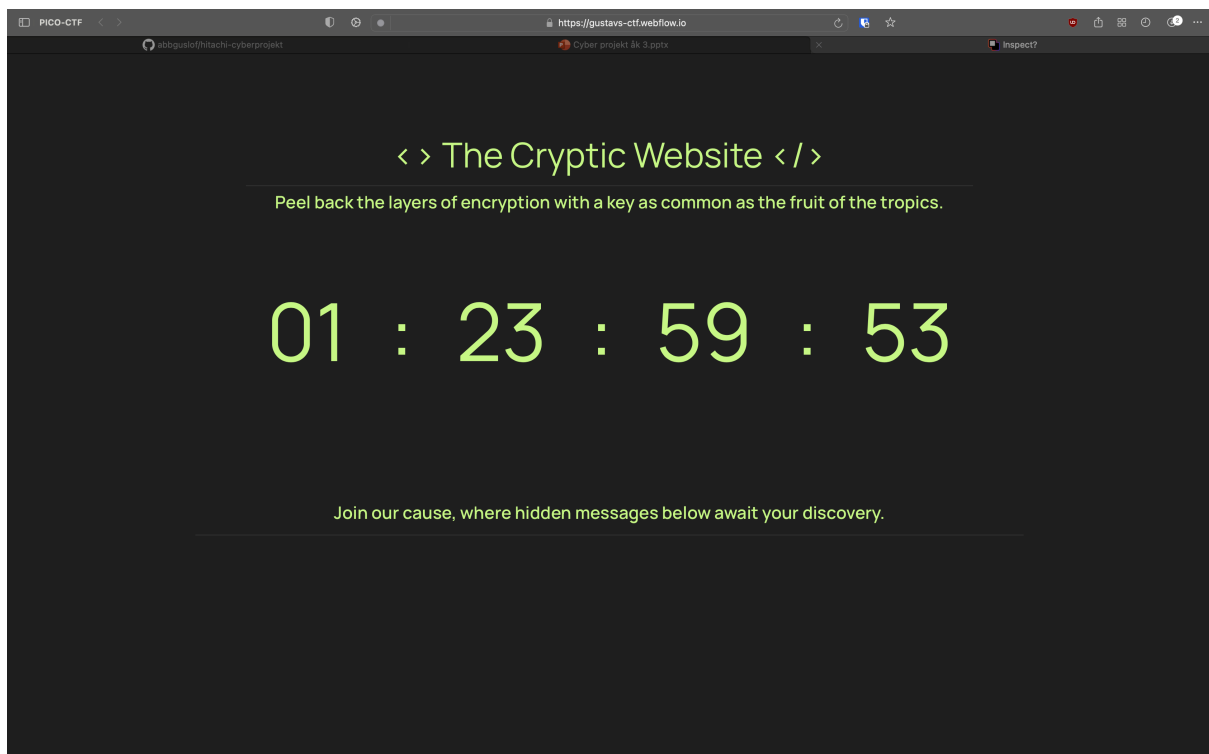 PICO-CTF
https://gustavs-ctf.webflow.io
2
abbguslof/hitachi-cyberprojekt
Cyber projekt åk 3.pptx
Inspect?
< > The Cryptic Website </>
Peel back the layers of encryption with a key as common as the fruit of the tropics.
01 : 23 : 59 : 53
Join our cause, where hidden messages below await your discovery.